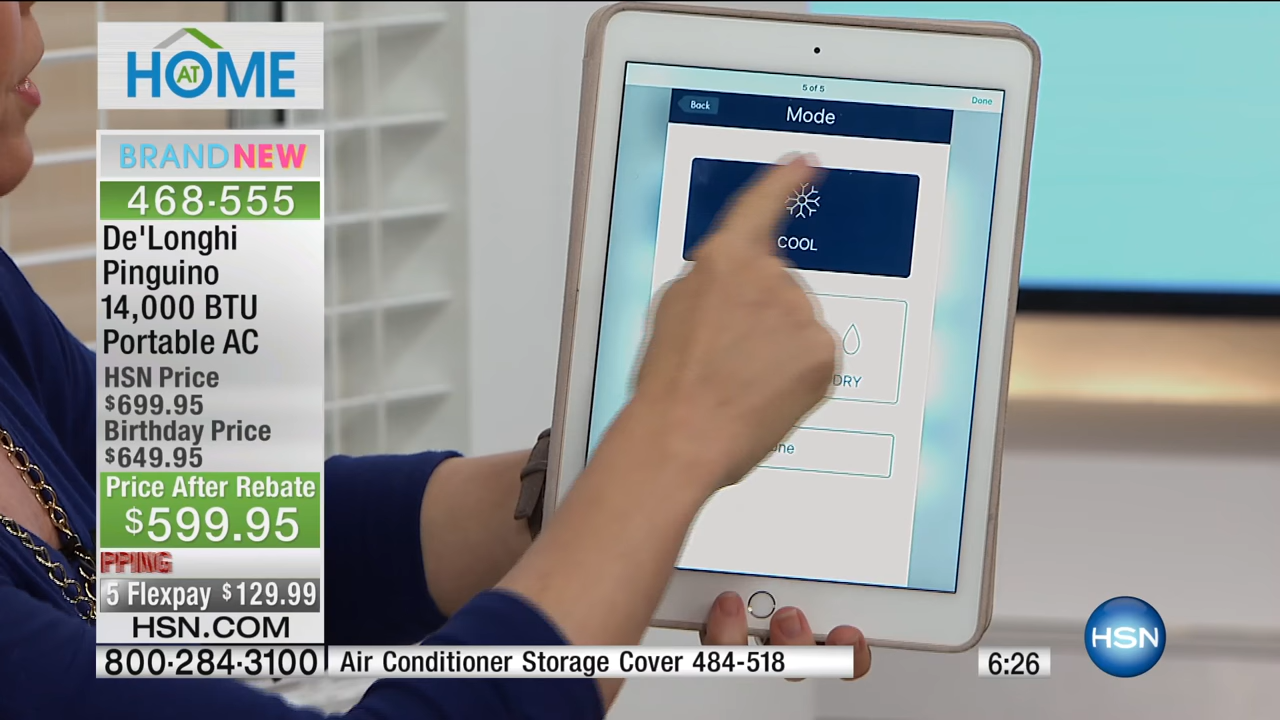 AT HOME
BRAND NEW
468-555
De'Longhi
Pinguino
14,000 BTU
Portable AC
HSN Price
$699.95
Birthday Price
$649.95
Price After Rebate
$599.95
PPING
5 Flexpay $129.99
HSN.COM
800-284-3100
Air Conditioner Storage Cover 484-518
6:26
HSN
5 of 5
Done
Back
Mode
COOL
DRY